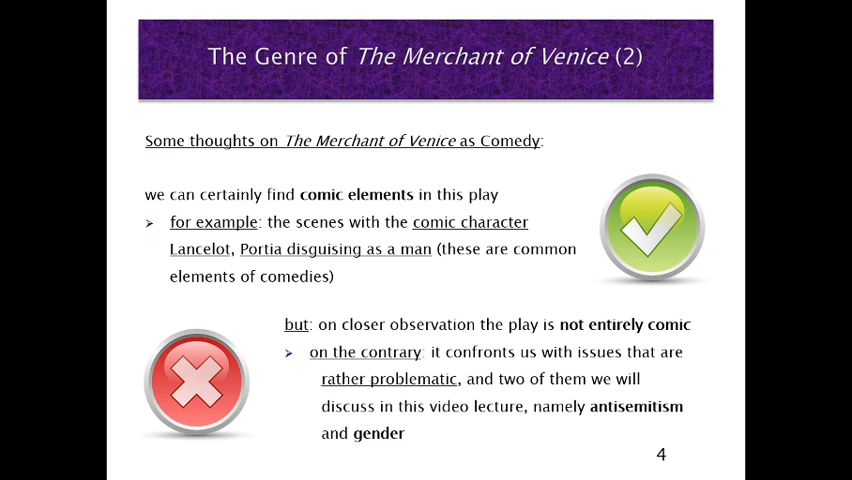 The Genre of The Merchant of Venice (2)
Some thoughts on The Merchant of Venice as Comedy:
we can certainly find comic elements in this play
➢ for example: the scenes with the comic character
Lancelot, Portia disguising as a man (these are common
elements of comedies)
but: on closer observation the play is not entirely comic
➢ on the contrary: it confronts us with issues that are
rather problematic, and two of them we will
discuss in this video lecture, namely antisemitism
and gender
4